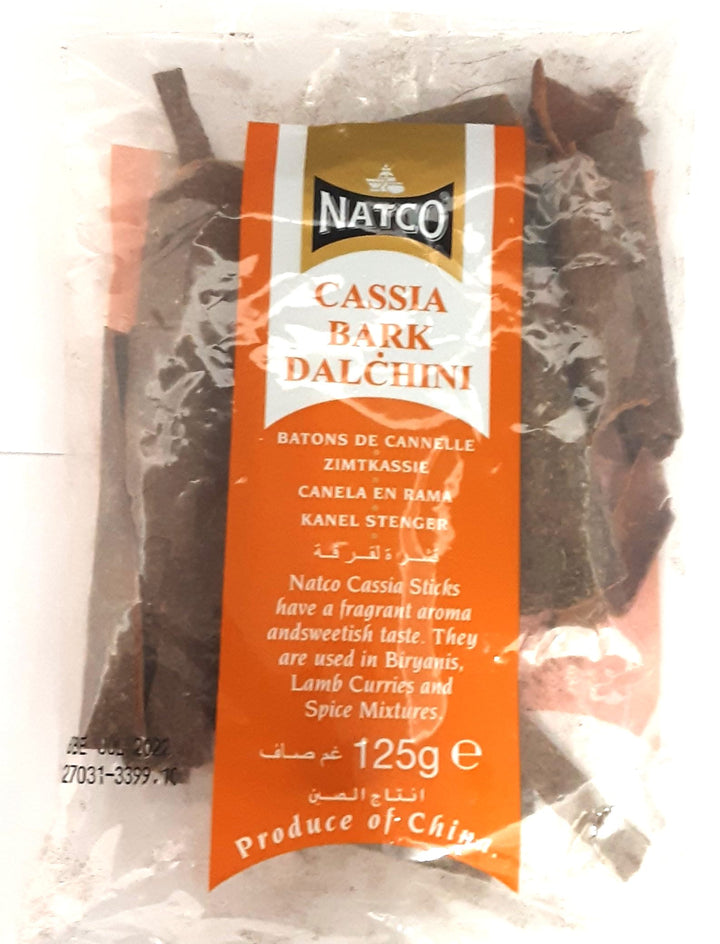 NATCO
CASSIA
BARK
DALCHINI
BATONS DE CANNELLE
ZIMTKASSIE
CANELA EN RAMA
KANEL STENGER
Natco Cassia Sticks
have a fragrant aroma
andsweetish taste. They
are used in Biryanis,
Lamb Curries and
Spice Mixtures.
غم صاف 125g e
انتاج الصين
Produce of China.
BBE JUL 2022
27031-3399.10